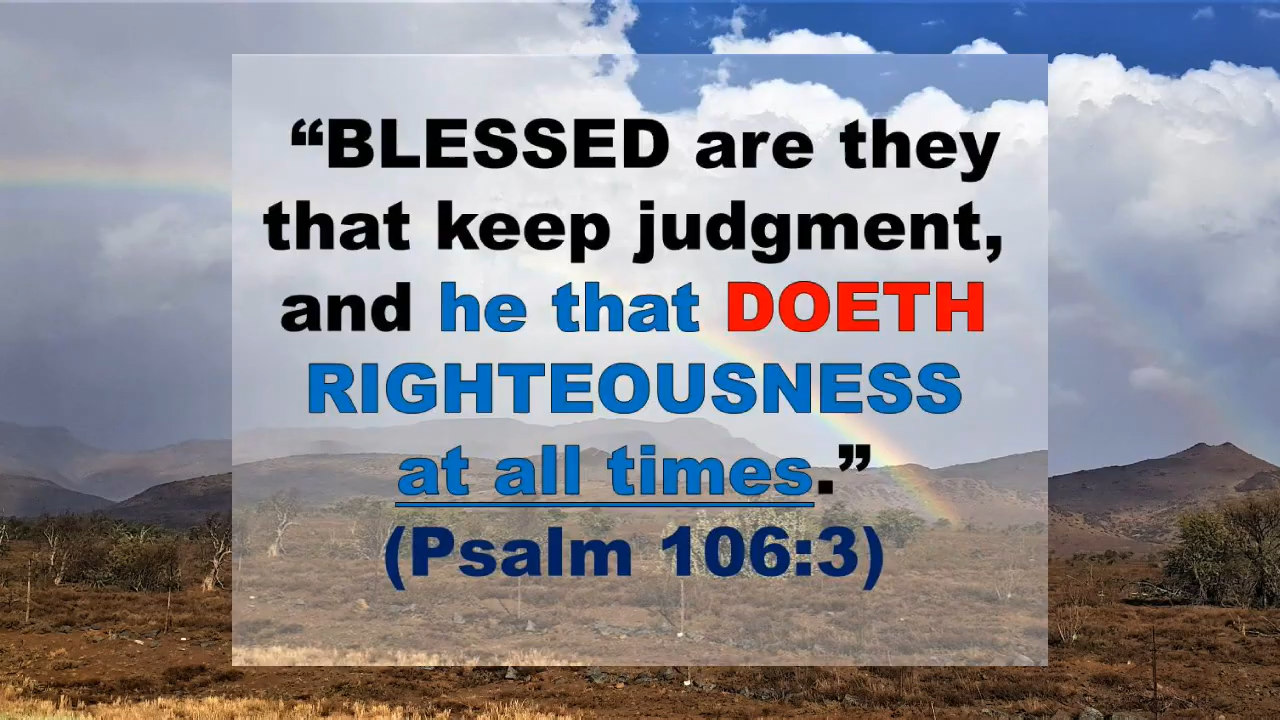 “BLESSED are they
that keep judgment,
and he that DOETH
RIGHTEOUSNESS
at all times.”
(Psalm 106:3)